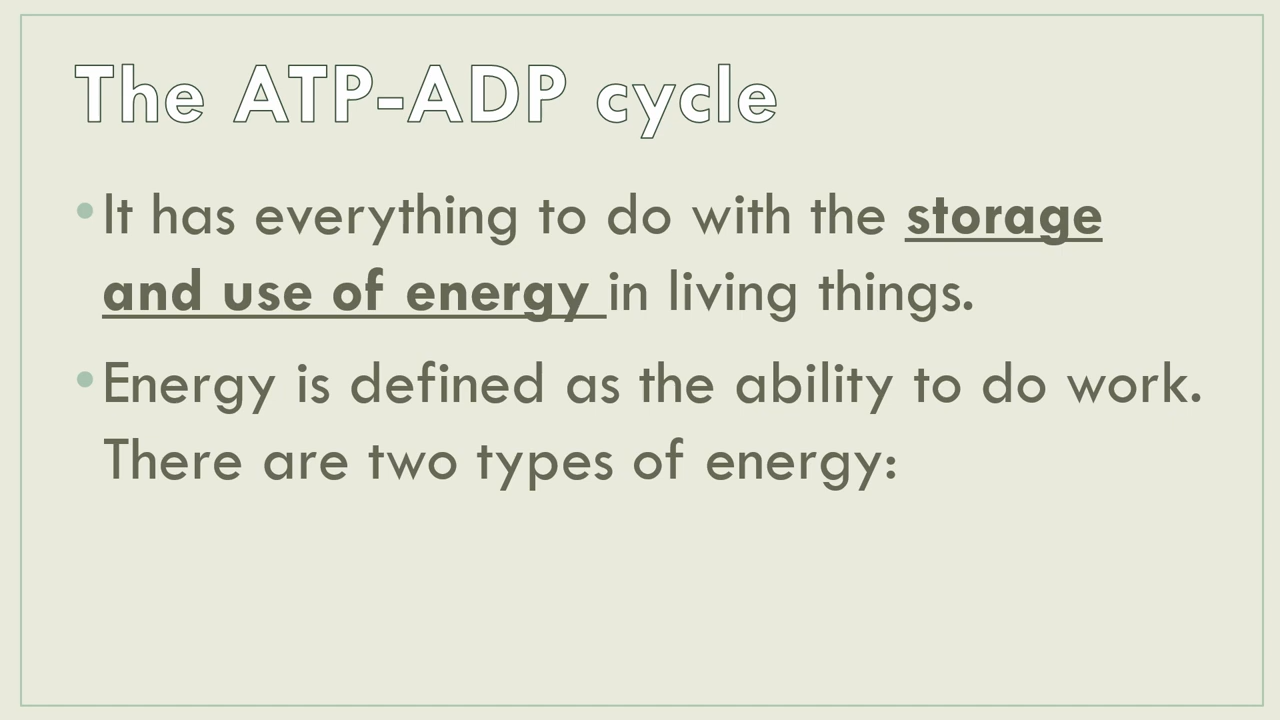 The ATP-ADP cycle
•It has everything to do with the storage
and use of energy in living things.
•Energy is defined as the ability to do work.
There are two types of energy: